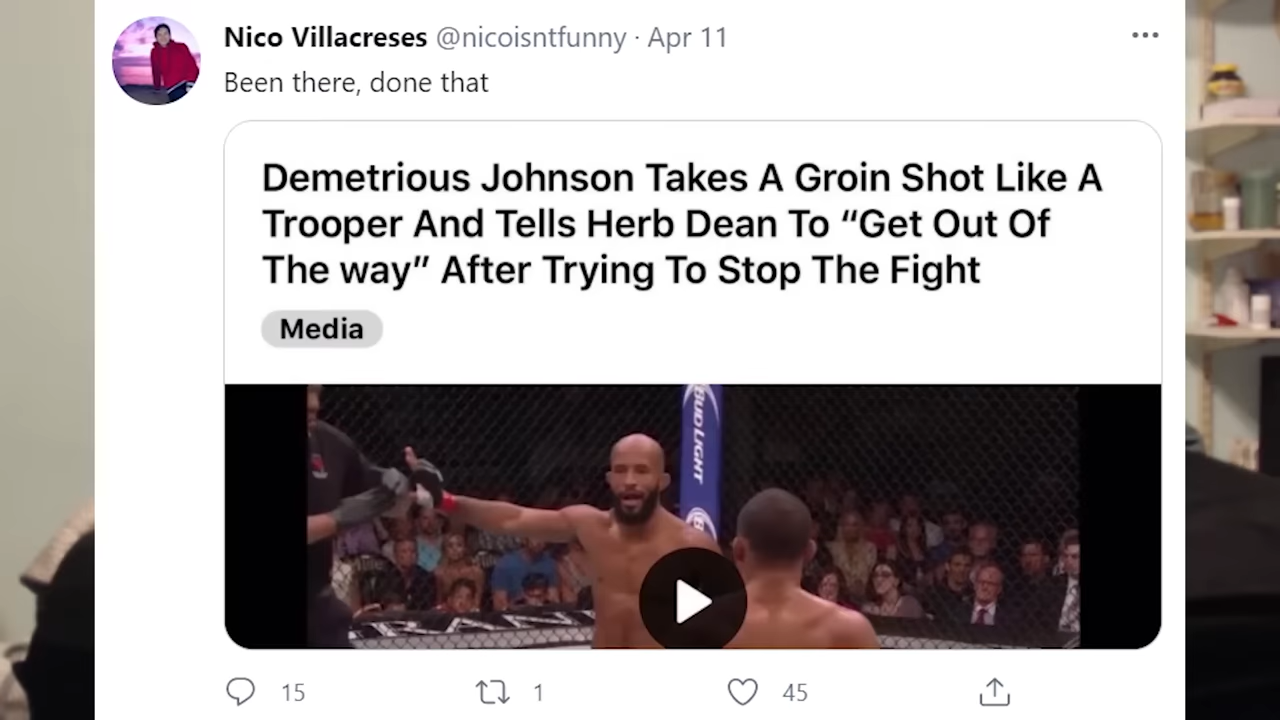 Nico Villacreses @nicoisntfunny · Apr 11
Been there, done that
Demetrious Johnson Takes A Groin Shot Like A
Trooper And Tells Herb Dean To “Get Out Of
The way” After Trying To Stop The Fight
Media
BUD LIGHT
15
1
45